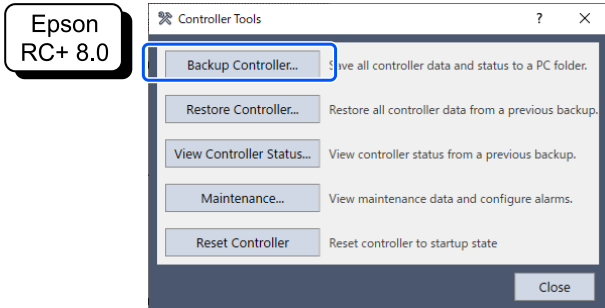 Epson
RC+ 8.0
Controller Tools
?
Backup Controller...
Save all controller data and status to a PC folder.
Restore Controller...
Restore all controller data from a previous backup.
View Controller Status...
View controller status from a previous backup.
Maintenance...
View maintenance data and configure alarms.
Reset Controller
Reset controller to startup state
Close